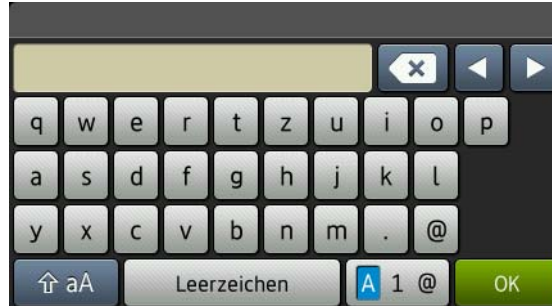 q w e r t z u i o p
a s d f g h j k l
y x c v b n m . @
aA Leerzeichen A 1 @ OK